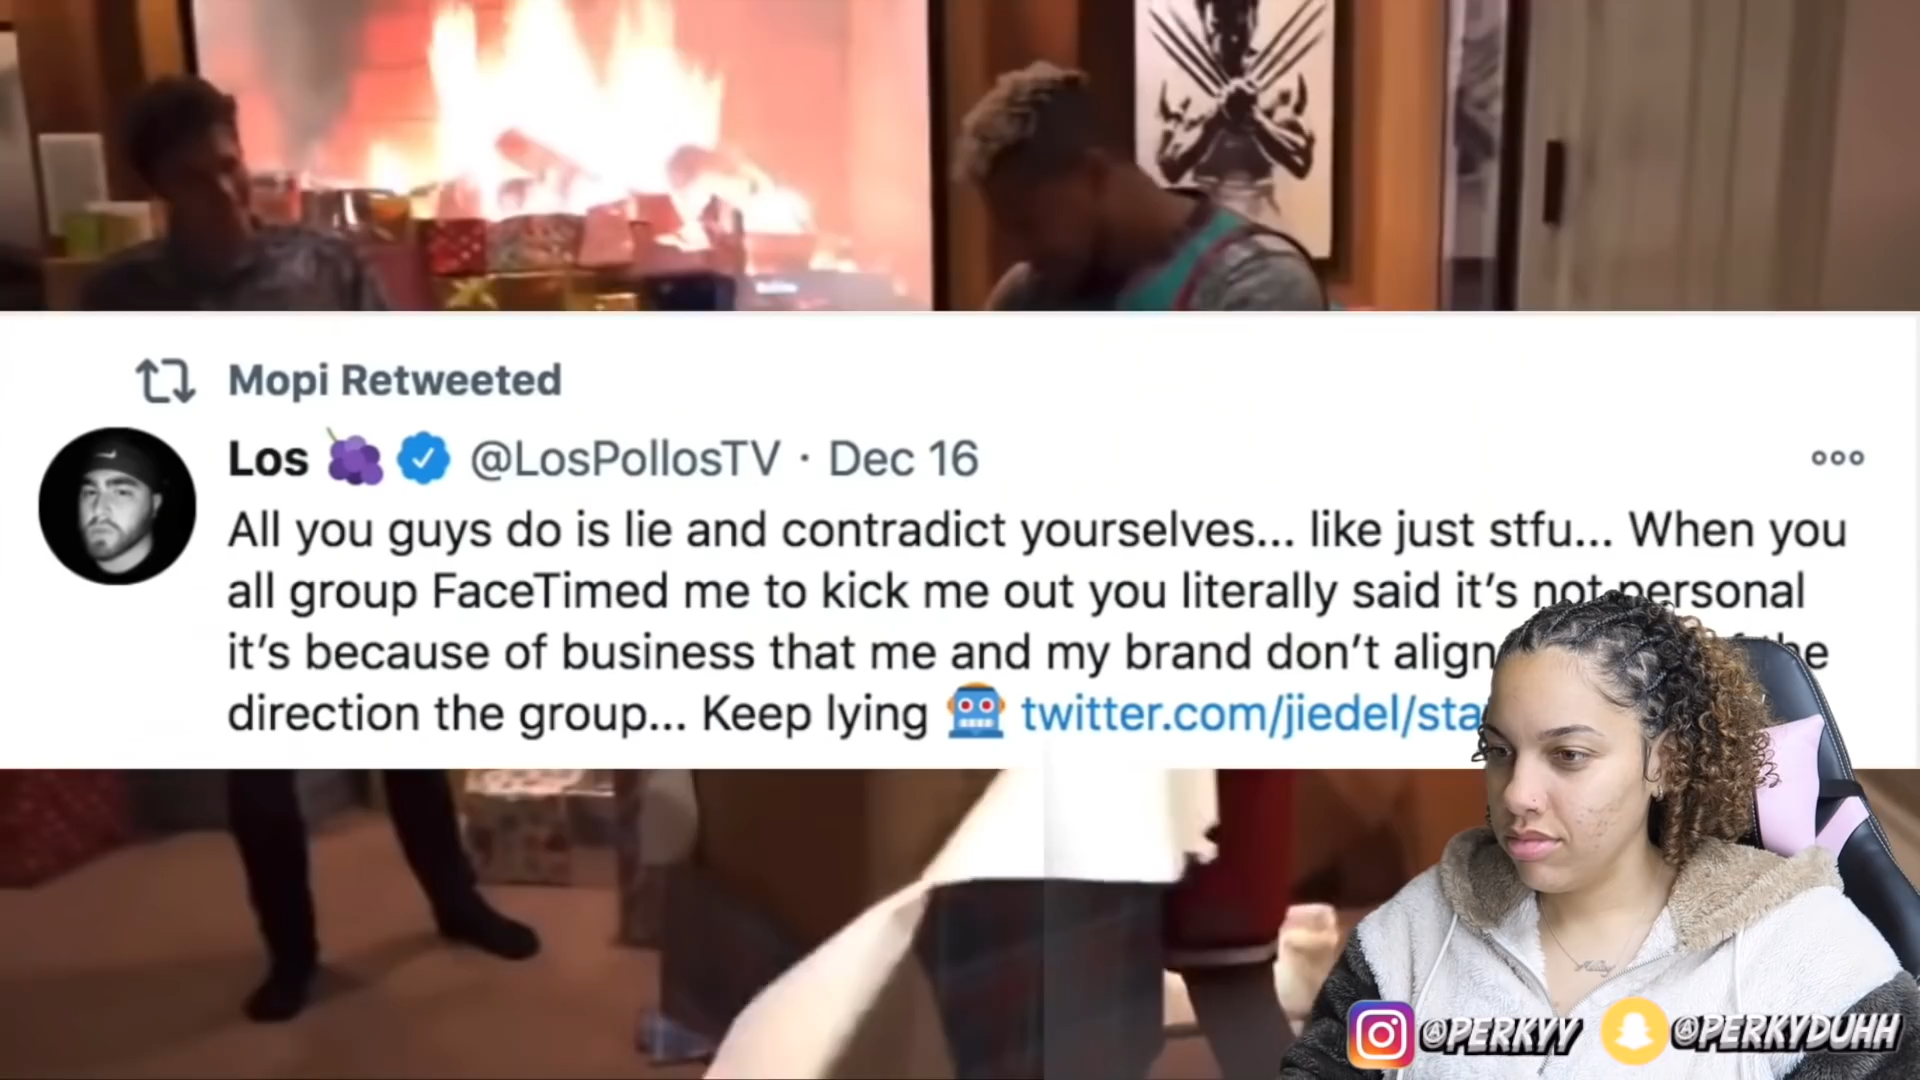 Mopi Retweeted
Los @LosPollosTV · Dec 16
All you guys do is lie and contradict yourselves... like just stfu... When you
all group FaceTimed me to kick me out you literally said it's not personal
it's because of business that me and my brand don't align
direction the group... Keep lying twitter.com/jiedel/sta
@PERKYY @PERKYDUHH